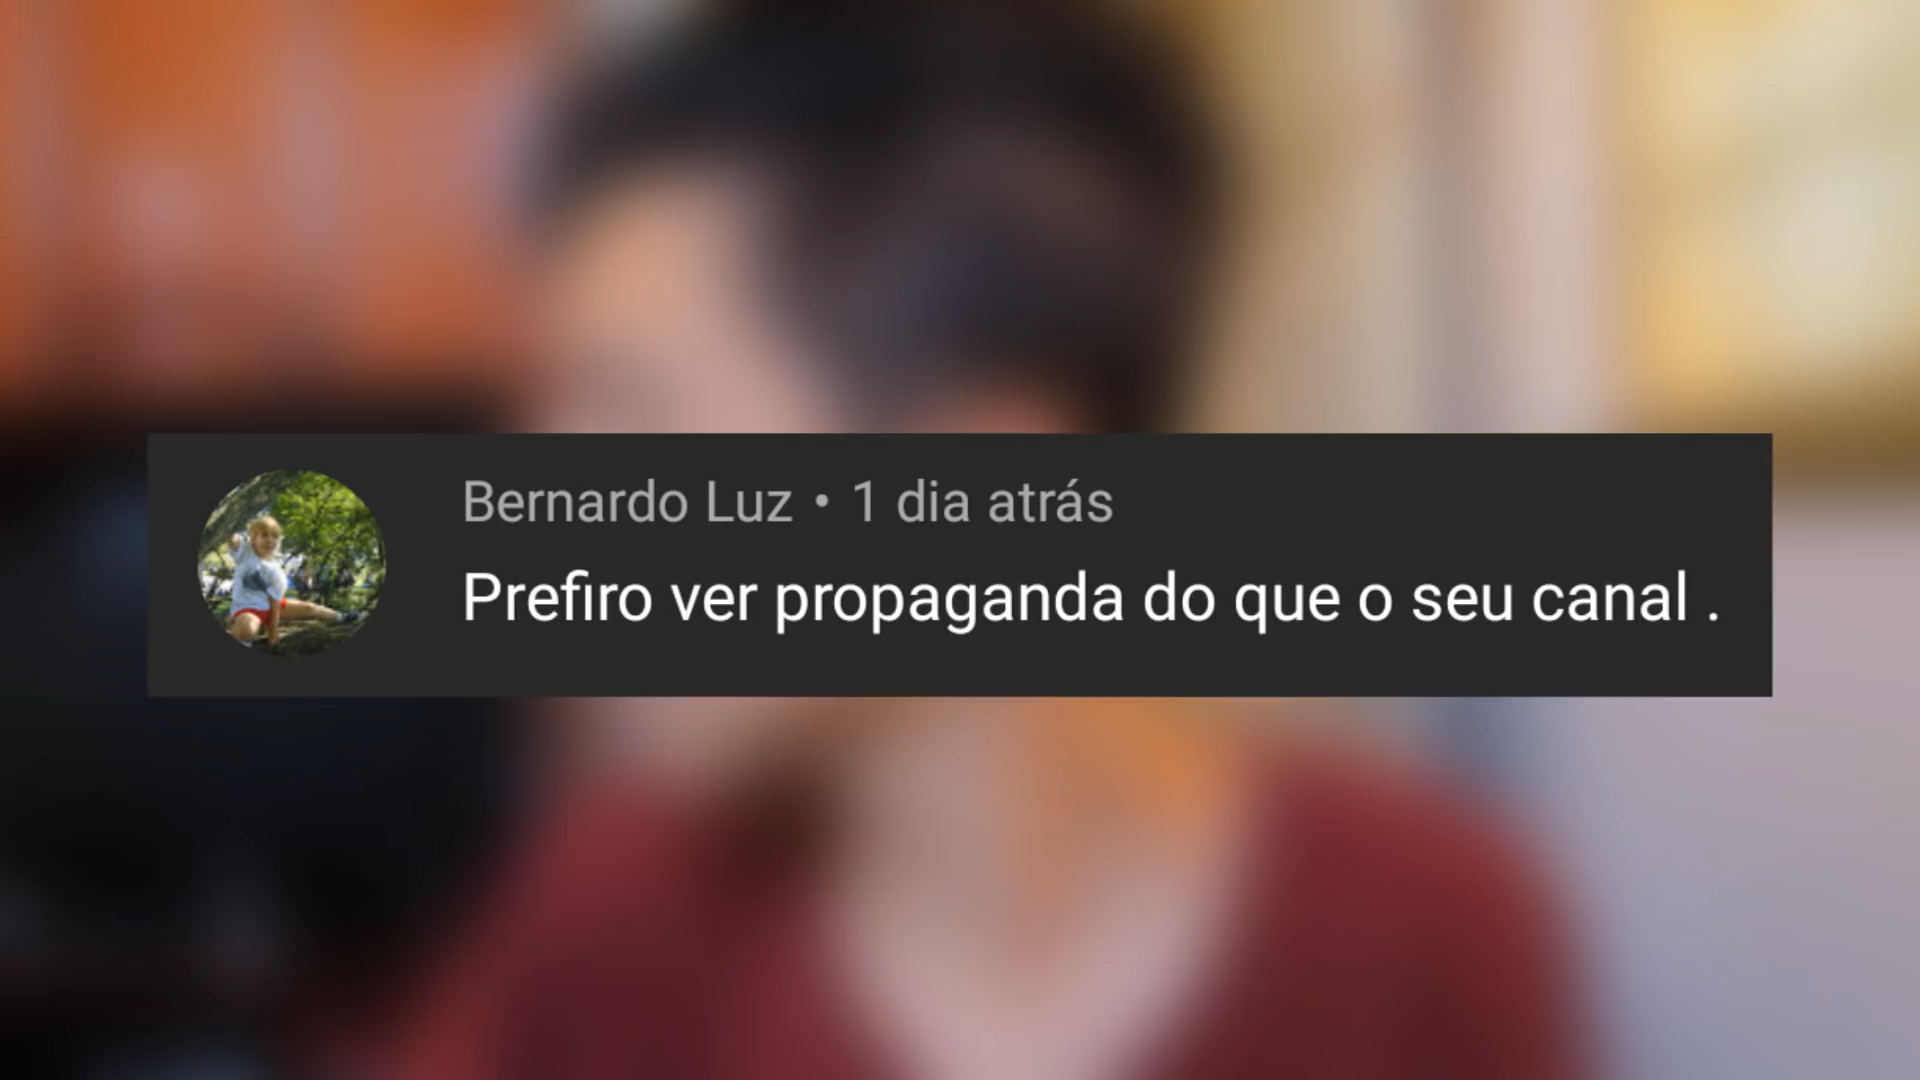 Bernardo Luz • 1 dia atrás
Prefiro ver propaganda do que o seu canal .